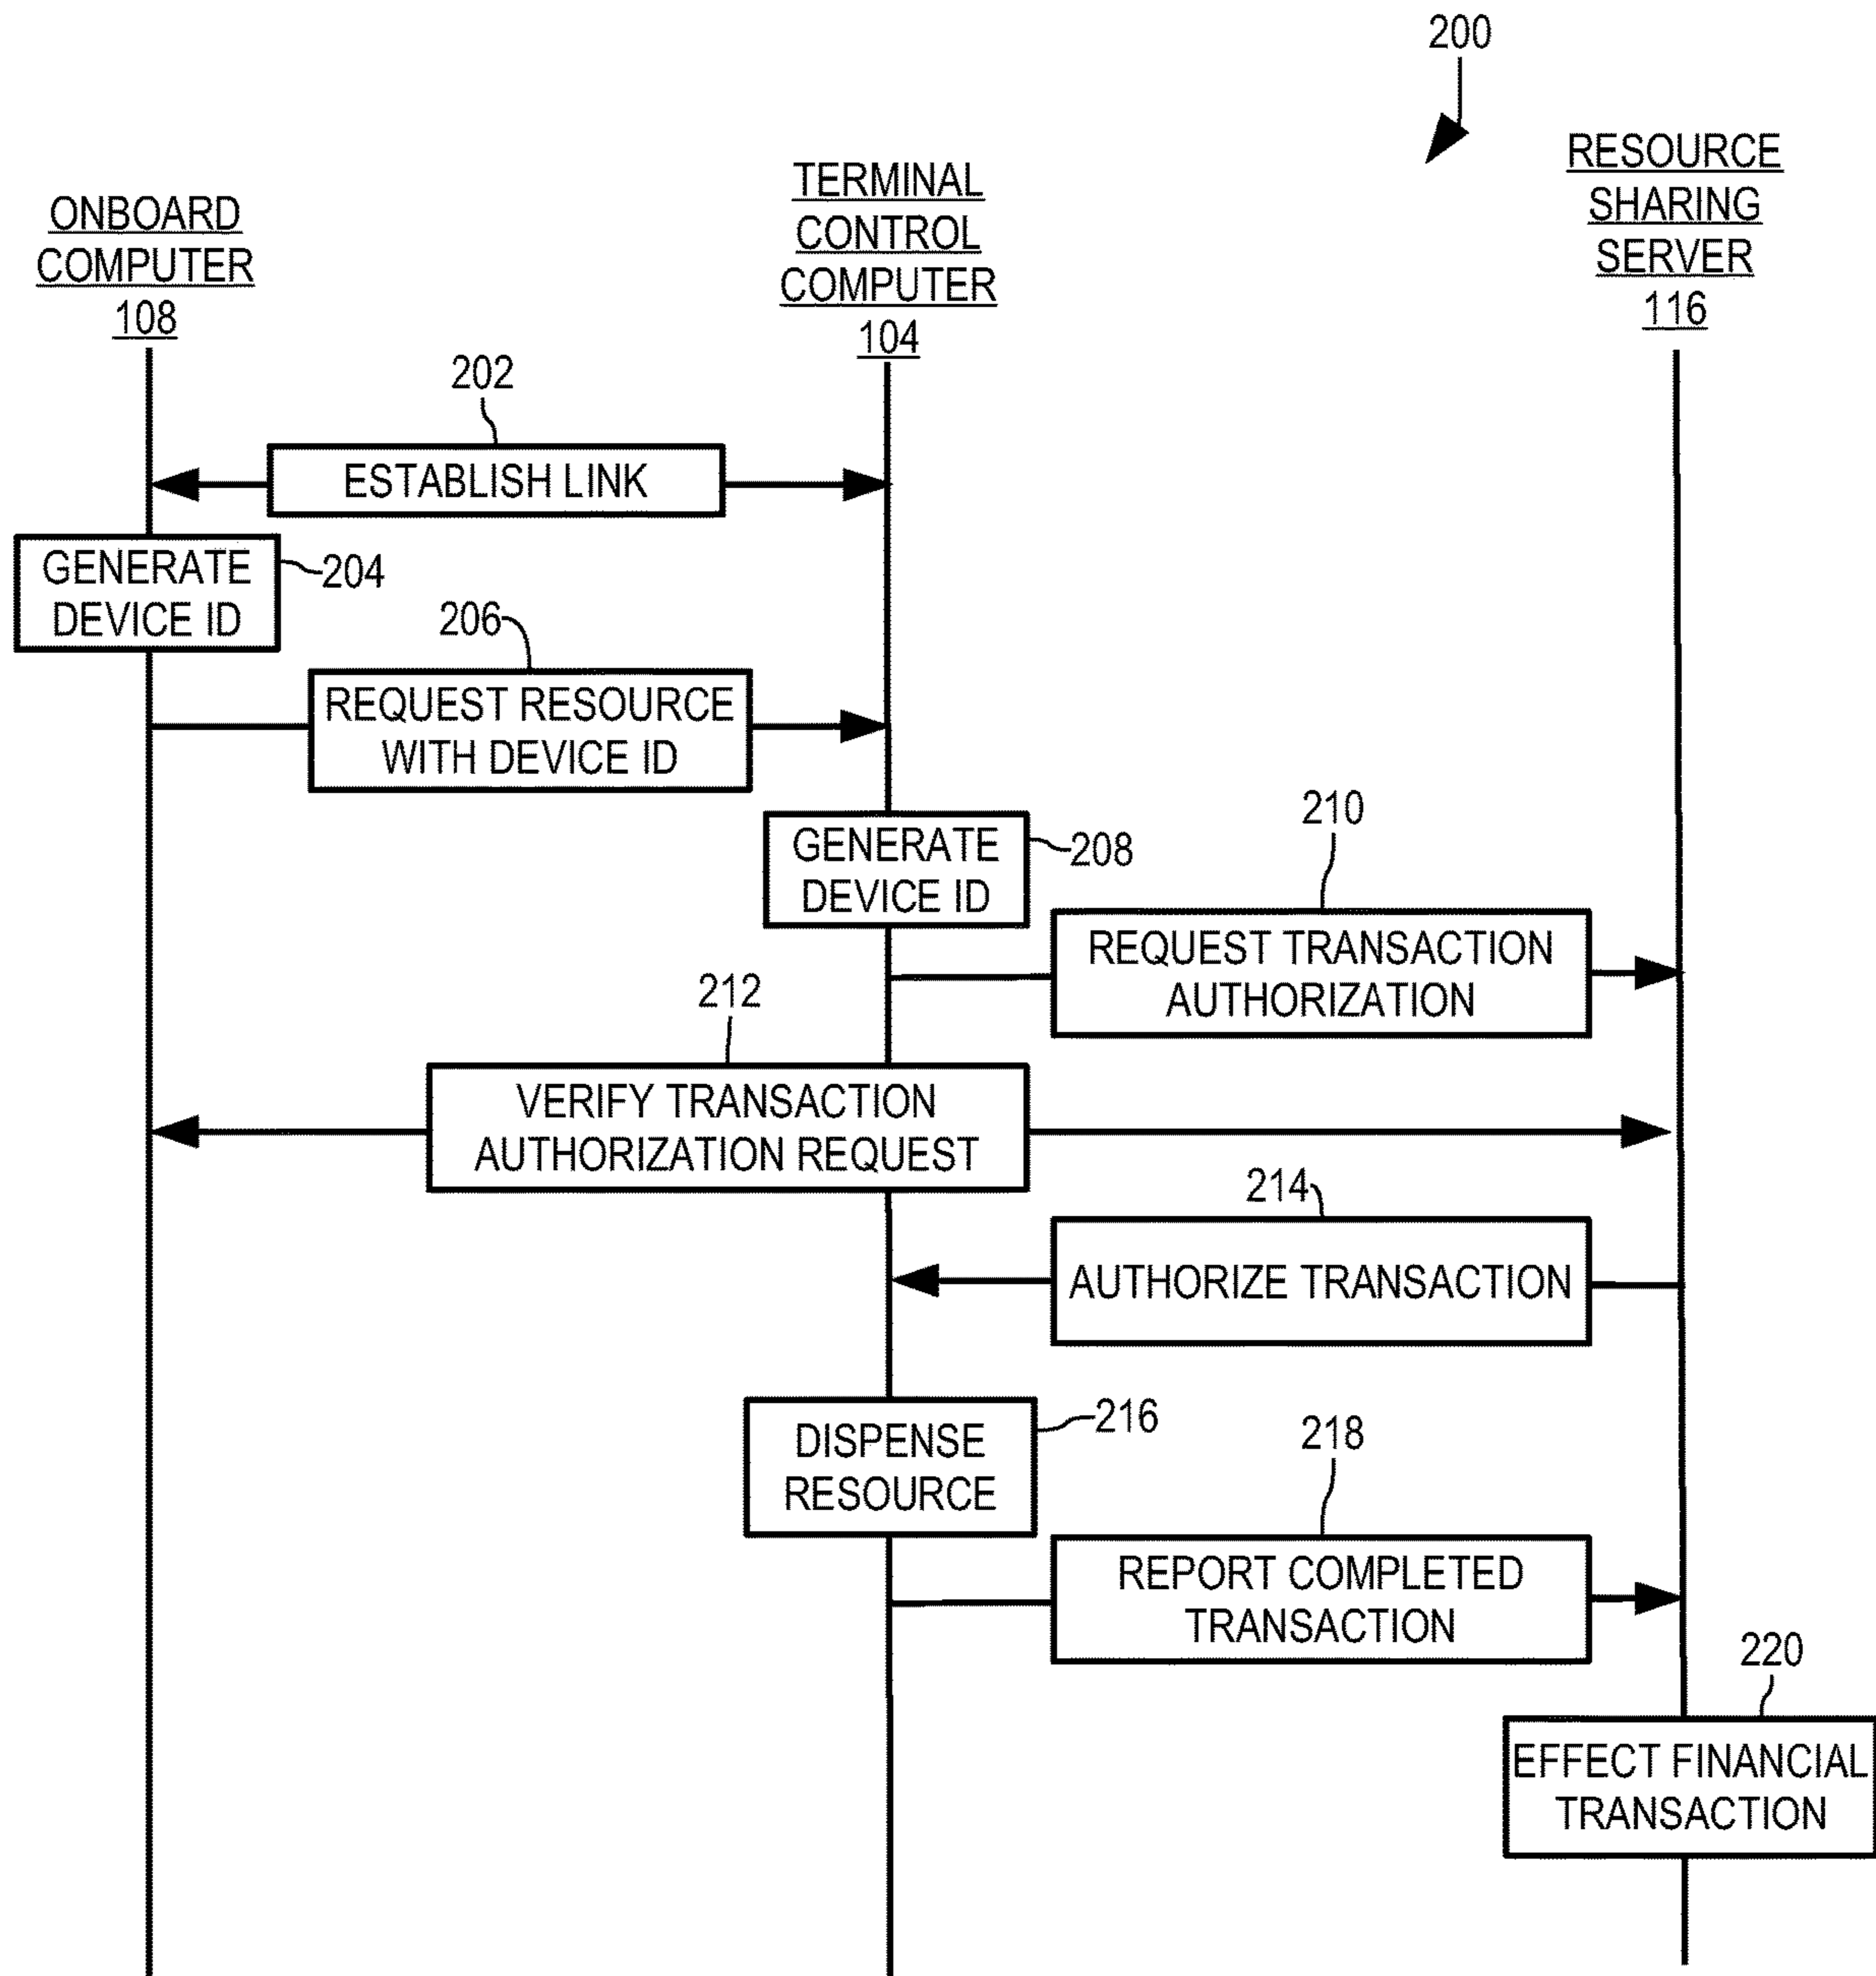 200
ONBOARD
COMPUTER
108
TERMINAL
CONTROL
COMPUTER
104
RESOURCE
SHARING
SERVER
116
202
ESTABLISH LINK
GENERATE
DEVICE ID
204
206
REQUEST RESOURCE
WITH DEVICE ID
GENERATE
DEVICE ID
208
210
REQUEST TRANSACTION
AUTHORIZATION
212
VERIFY TRANSACTION
AUTHORIZATION REQUEST
214
AUTHORIZE TRANSACTION
DISPENSE
RESOURCE
216
218
REPORT COMPLETED
TRANSACTION
220
EFFECT FINANCIAL
TRANSACTION